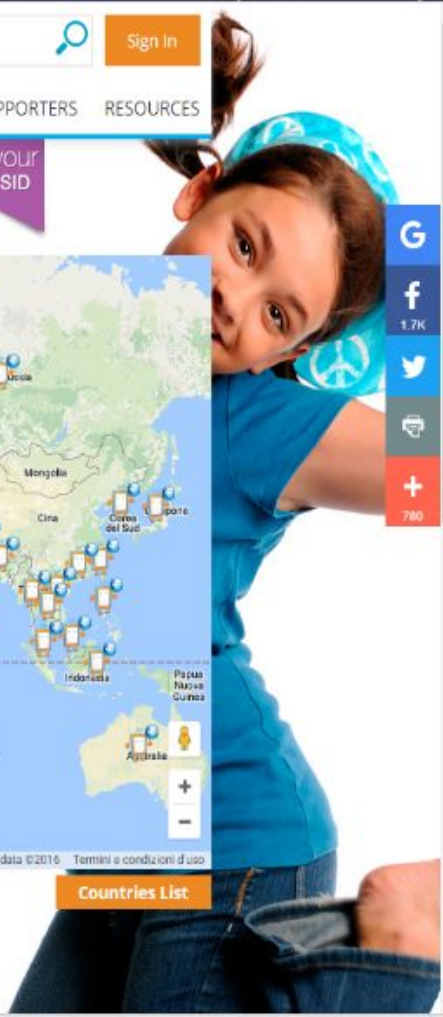 Sign In
PPORTERS RESOURCES
your
SID
G
f
1.7K
Mongolia
Cina
Corea
del Sud
Indonesia
Papua
Nuova
Guinea
Australia
+
780
+
−
data ©2016 Termini e condizioni d'uso
Countries List